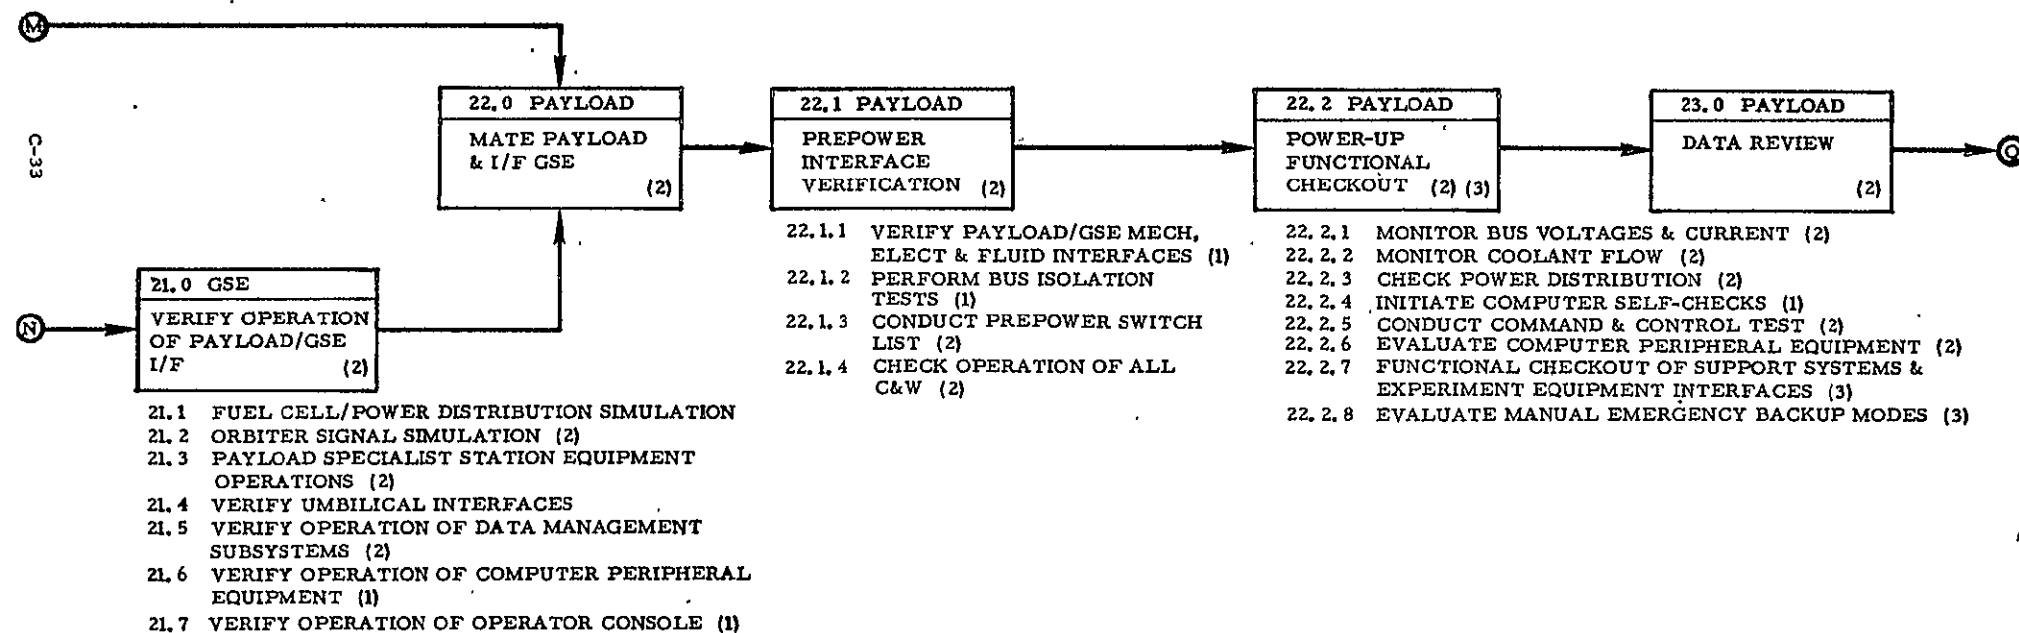 M
C-33
22.0 PAYLOAD
MATE PAYLOAD
& I/F GSE
(2)
22.1 PAYLOAD
PREPOWER
INTERFACE
VERIFICATION (2)
22.1.1 VERIFY PAYLOAD/GSE MECH,
ELECT & FLUID INTERFACES (1)
22.1.2 PERFORM BUS ISOLATION
TESTS (1)
22.1.3 CONDUCT PREPOWER SWITCH
LIST (2)
22.1.4 CHECK OPERATION OF ALL
C&W (2)
22.2 PAYLOAD
POWER-UP
FUNCTIONAL
CHECKOUT (2) (3)
22.2.1 MONITOR BUS VOLTAGES & CURRENT (2)
22.2.2 MONITOR COOLANT FLOW (2)
22.2.3 CHECK POWER DISTRIBUTION (2)
22.2.4 INITIATE COMPUTER SELF-CHECKS (1)
22.2.5 CONDUCT COMMAND & CONTROL TEST (2)
22.2.6 EVALUATE COMPUTER PERIPHERAL EQUIPMENT (2)
22.2.7 FUNCTIONAL CHECKOUT OF SUPPORT SYSTEMS &
EXPERIMENT EQUIPMENT INTERFACES (3)
22.2.8 EVALUATE MANUAL EMERGENCY BACKUP MODES (3)
23.0 PAYLOAD
DATA REVIEW
(2)
N
21.0 GSE
VERIFY OPERATION
OF PAYLOAD/GSE
I/F (2)
21.1 FUEL CELL/POWER DISTRIBUTION SIMULATION
21.2 ORBITER SIGNAL SIMULATION (2)
21.3 PAYLOAD SPECIALIST STATION EQUIPMENT
OPERATIONS (2)
21.4 VERIFY UMBILICAL INTERFACES
21.5 VERIFY OPERATION OF DATA MANAGEMENT
SUBSYSTEMS (2)
21.6 VERIFY OPERATION OF COMPUTER PERIPHERAL
EQUIPMENT (1)
21.7 VERIFY OPERATION OF OPERATOR CONSOLE (1)